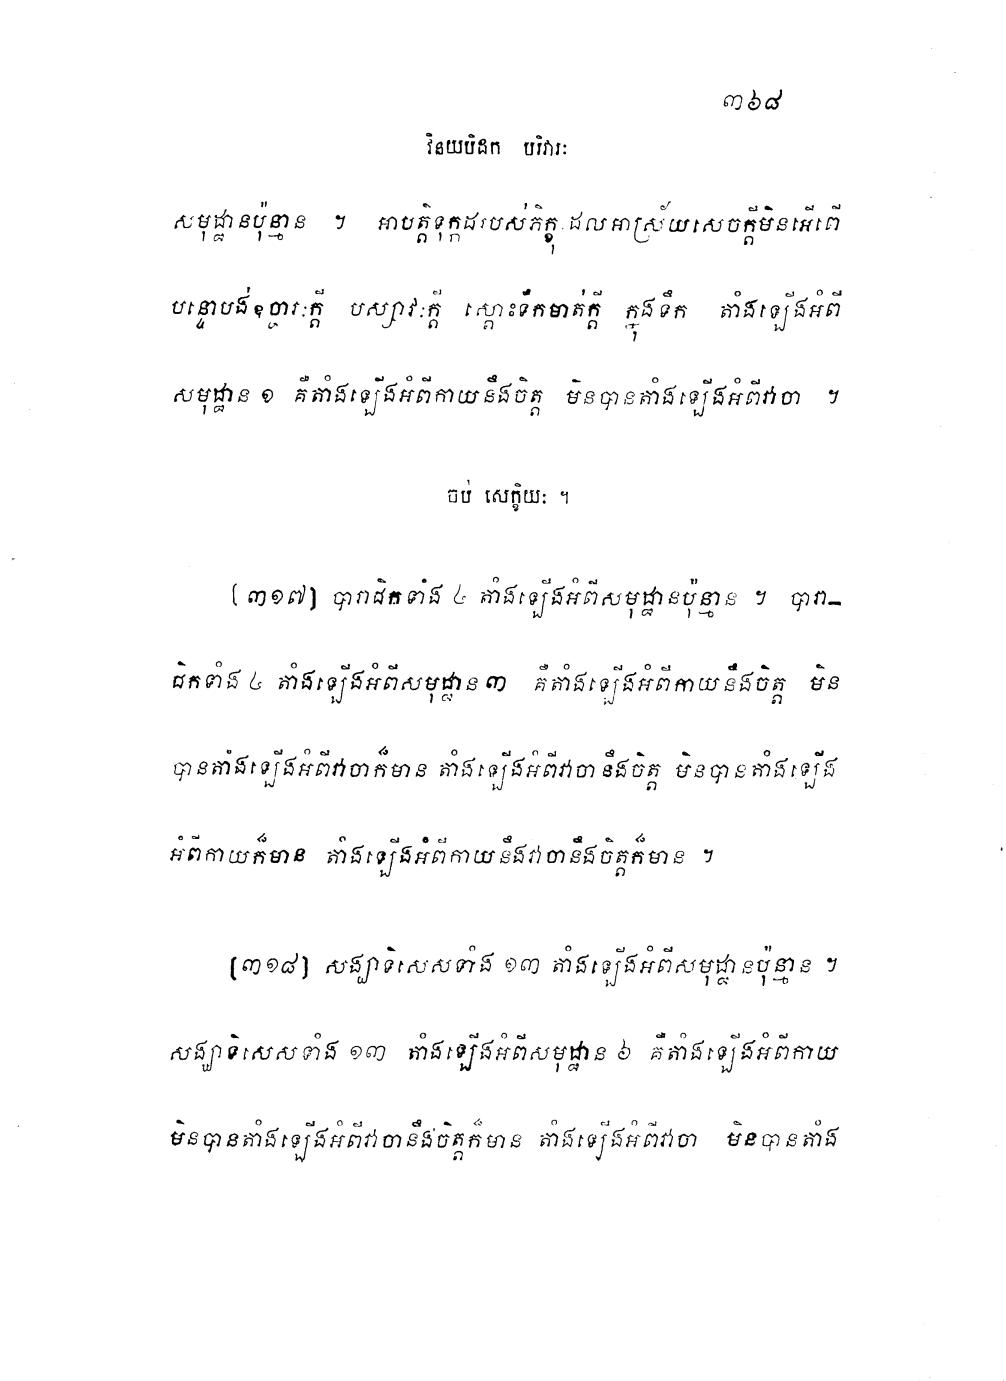 ៣៦៨
វិនយបិដក បរិវារៈ
សមុដ្ឋានប៉ុន្មាន ។ អាបត្តិទុក្កដរបស់ភិក្ខុ ដលអាស្រ័យសេចក្តីមិនអើពើ
បន្ទោបង់ឧច្ចារៈក្តី បស្សាវៈក្តី ស្តោះទឹកមាត់ក្តី ក្នុងទឹក តាំងឡើងអំពី
សមុដ្ឋាន ១ គឺតាំងឡើងអំពីកាយនឹងចិត្ត មិនបានតាំងឡើងអំពីវាចា ។
ចប់ សេក្ខិយៈ ។
[៣១៧] បារាជិកទាំង ៤ តាំងឡើងអំពីសមុដ្ឋានប៉ុន្មាន ។ បារា-
ជិកទាំង ៤ តាំងឡើងអំពីសមុដ្ឋាន ៣ គឺតាំងឡើងអំពីកាយនឹងចិត្ត មិន
បានតាំងឡើងអំពីវាចាក៏មាន តាំងឡើងអំពីវាចានឹងចិត្ត មិនបានតាំងឡើង
អំពីកាយក៏មាន តាំងឡើងអំពីកាយនឹងវាចានឹងចិត្តក៏មាន ។
[៣១៨] សង្ឃាទិសេសទាំង ១៣ តាំងឡើងអំពីសមុដ្ឋានប៉ុន្មាន ។
សង្ឃាទិសេសទាំង ១៣ តាំងឡើងអំពីសមុដ្ឋាន ៦ គឺតាំងឡើងអំពីកាយ
មិនបានតាំងឡើងអំពីវាចានឹងចិត្តក៏មាន តាំងឡើងអំពីវាចា មិនបានតាំង